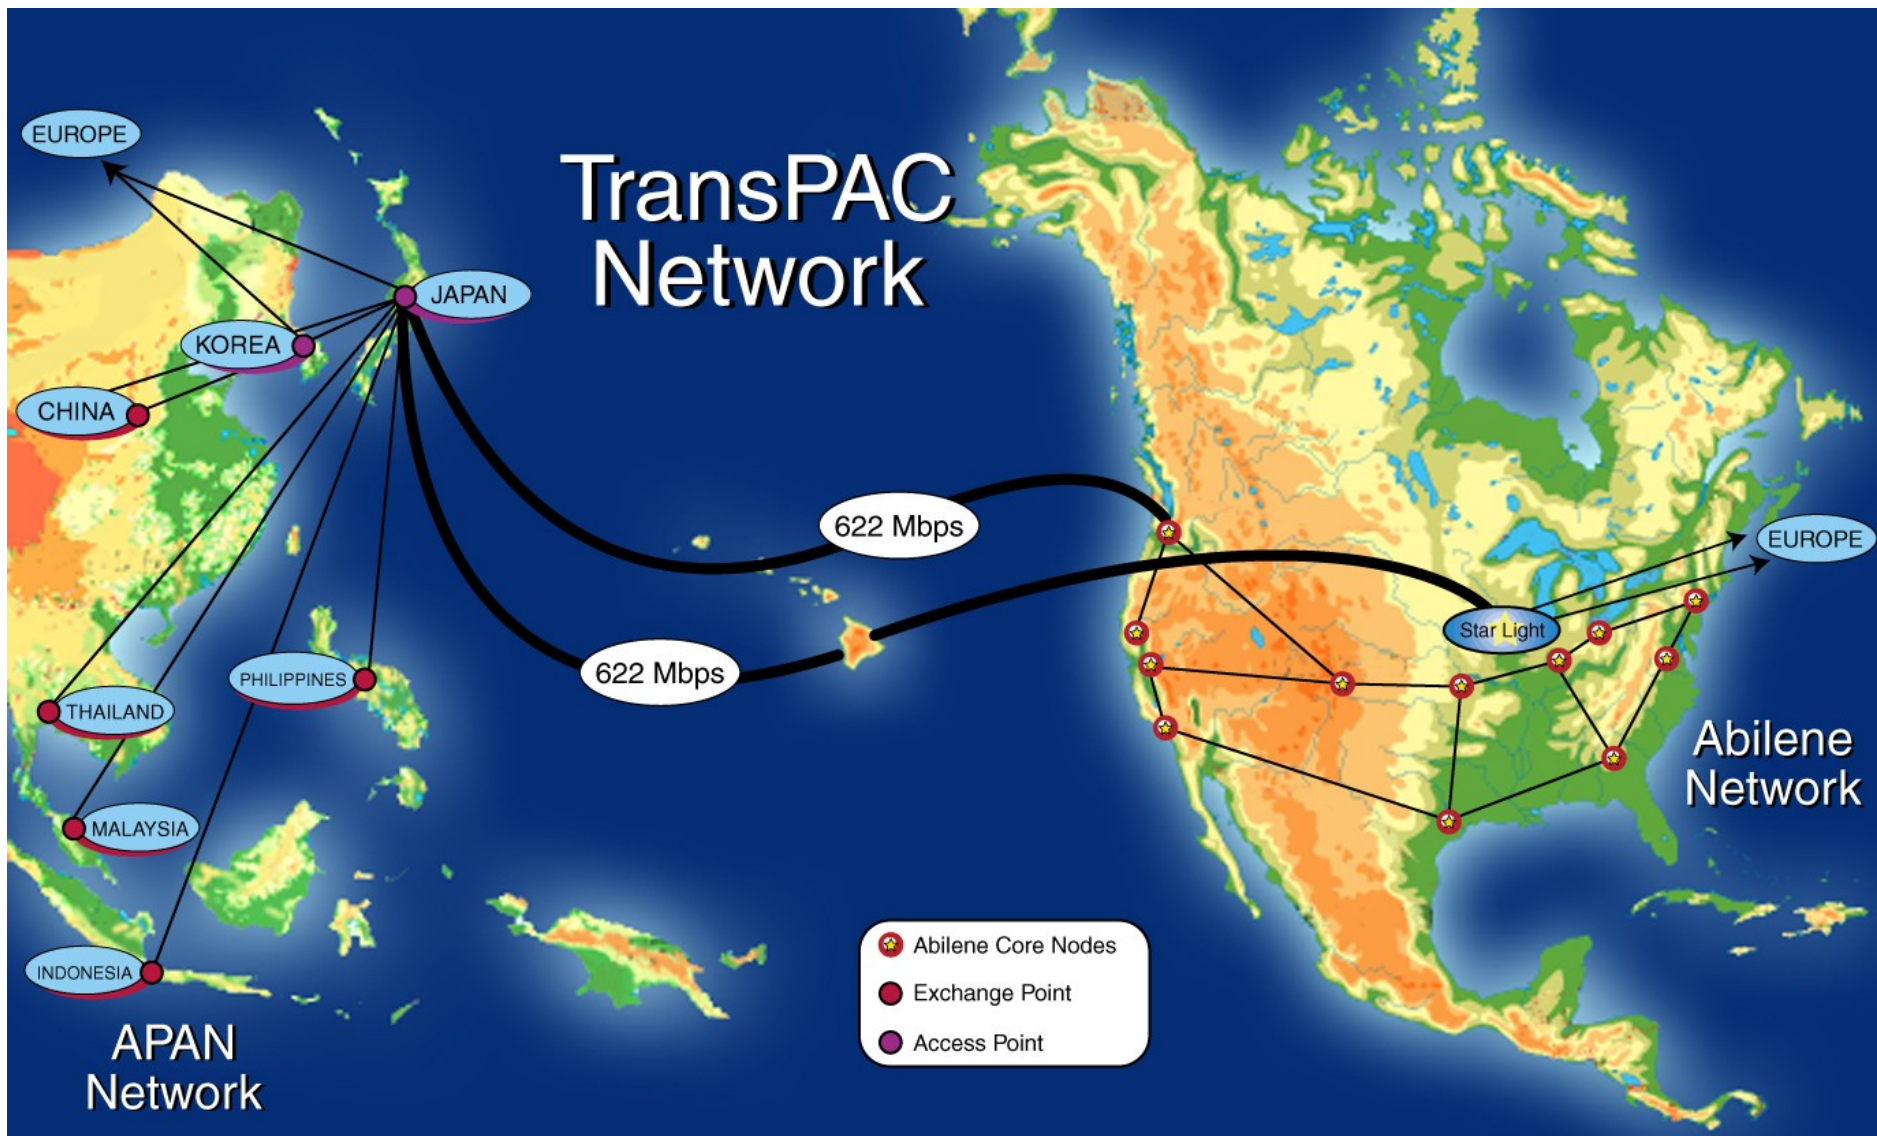 EUROPE
TransPAC
Network
JAPAN
KOREA
CHINA
622 Mbps
EUROPE
Star Light
622 Mbps
PHILIPPINES
THAILAND
Abilene
Network
MALAYSIA
Abilene Core Nodes
Exchange Point
Access Point
INDONESIA
APAN
Network